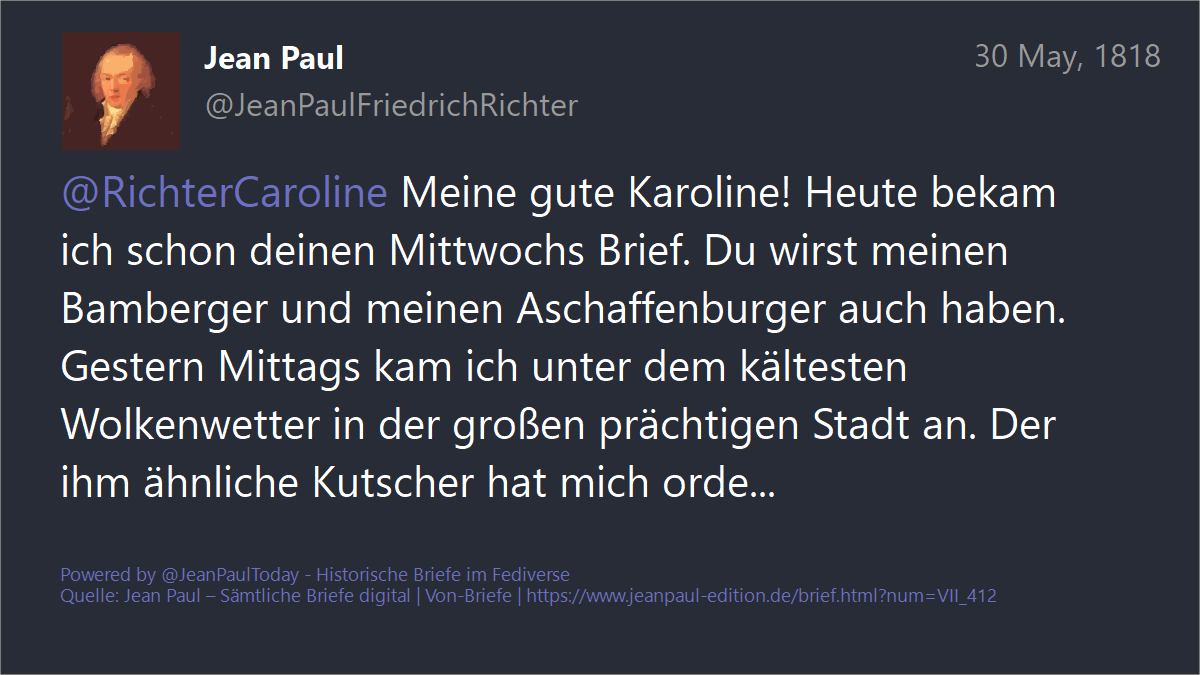 Jean Paul
30 May, 1818
@JeanPaulFriedrichRichter
@RichterCaroline Meine gute Karoline! Heute bekam
ich schon deinen Mittwochs Brief. Du wirst meinen
Bamberger und meinen Aschaffenburger auch haben.
Gestern Mittags kam ich unter dem kältesten
Wolkenwetter in der großen prächtigen Stadt an. Der
ihm ähnliche Kutscher hat mich orde...
Powered by @JeanPaulToday - Historische Briefe im Fediverse
Quelle: Jean Paul – Sämtliche Briefe digital | Von-Briefe | https://www.jeanpaul-edition.de/brief.html?num=VII_412